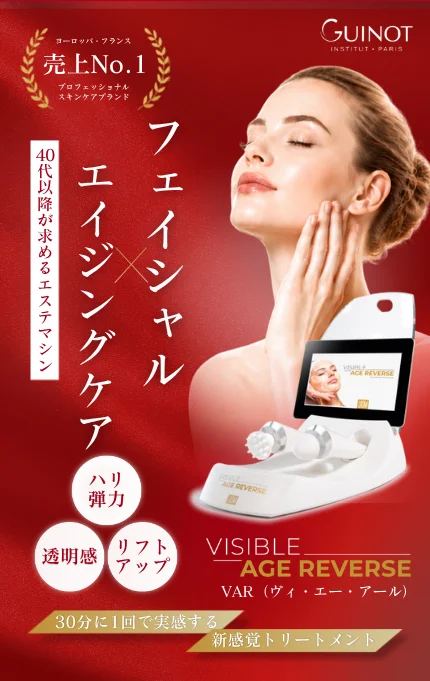 ヨーロッパ・フランス
売上No.1
プロフェッショナル
スキンケアブランド
GUINOT
INSTITUT • PARIS
フェイシャル
×
エイジングケア
40代以降が求める エステマシン
VISIBLE
AGE REVERSE
VISIBLE
AGE REVERSE
ハリ
弾力
透明感
リフト
アップ
VISIBLE
AGE REVERSE
VAR（ヴィ・エー・アール）
30分に1回で実感する
新感覚トリートメント